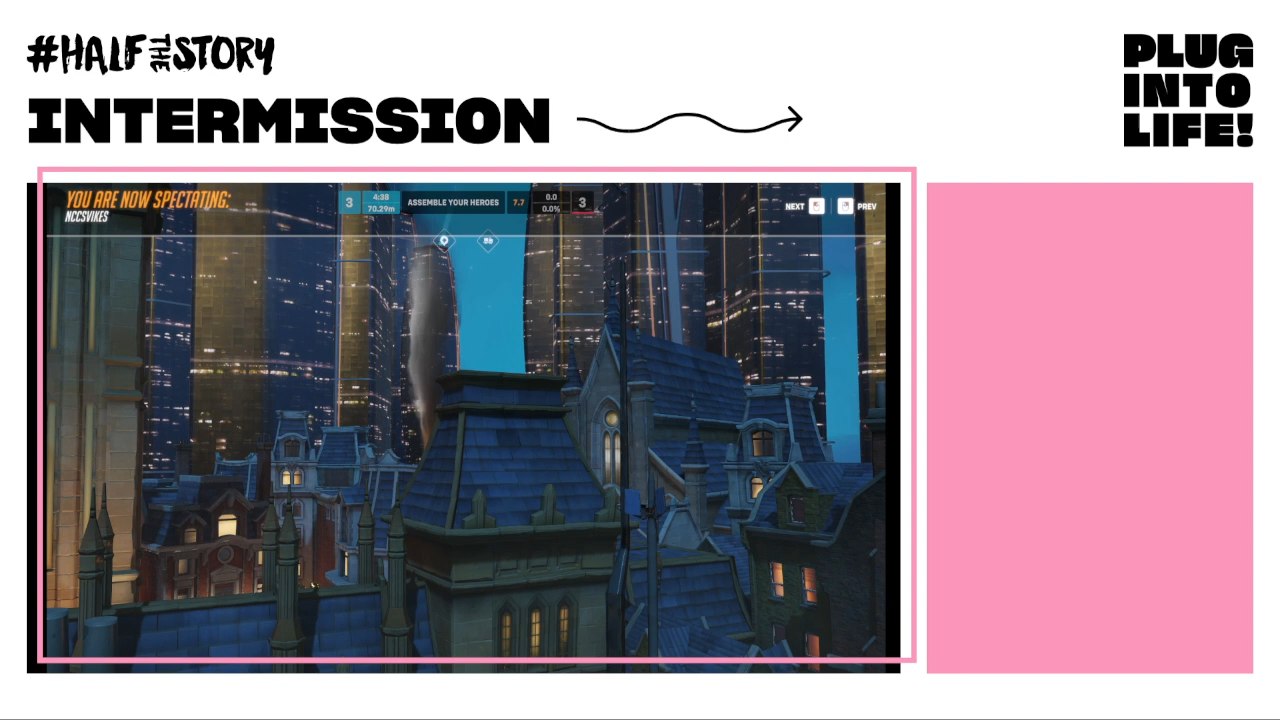 #HALF THE STORY
INTERMISSION
PLUG
INTO
LIFE!
YOU ARE NOW SPECTATING:
NCCSVIKES
3
4:38
70.29m
ASSEMBLE YOUR HEROES
7.7
0.0
0.0%
3
NEXT
PREV